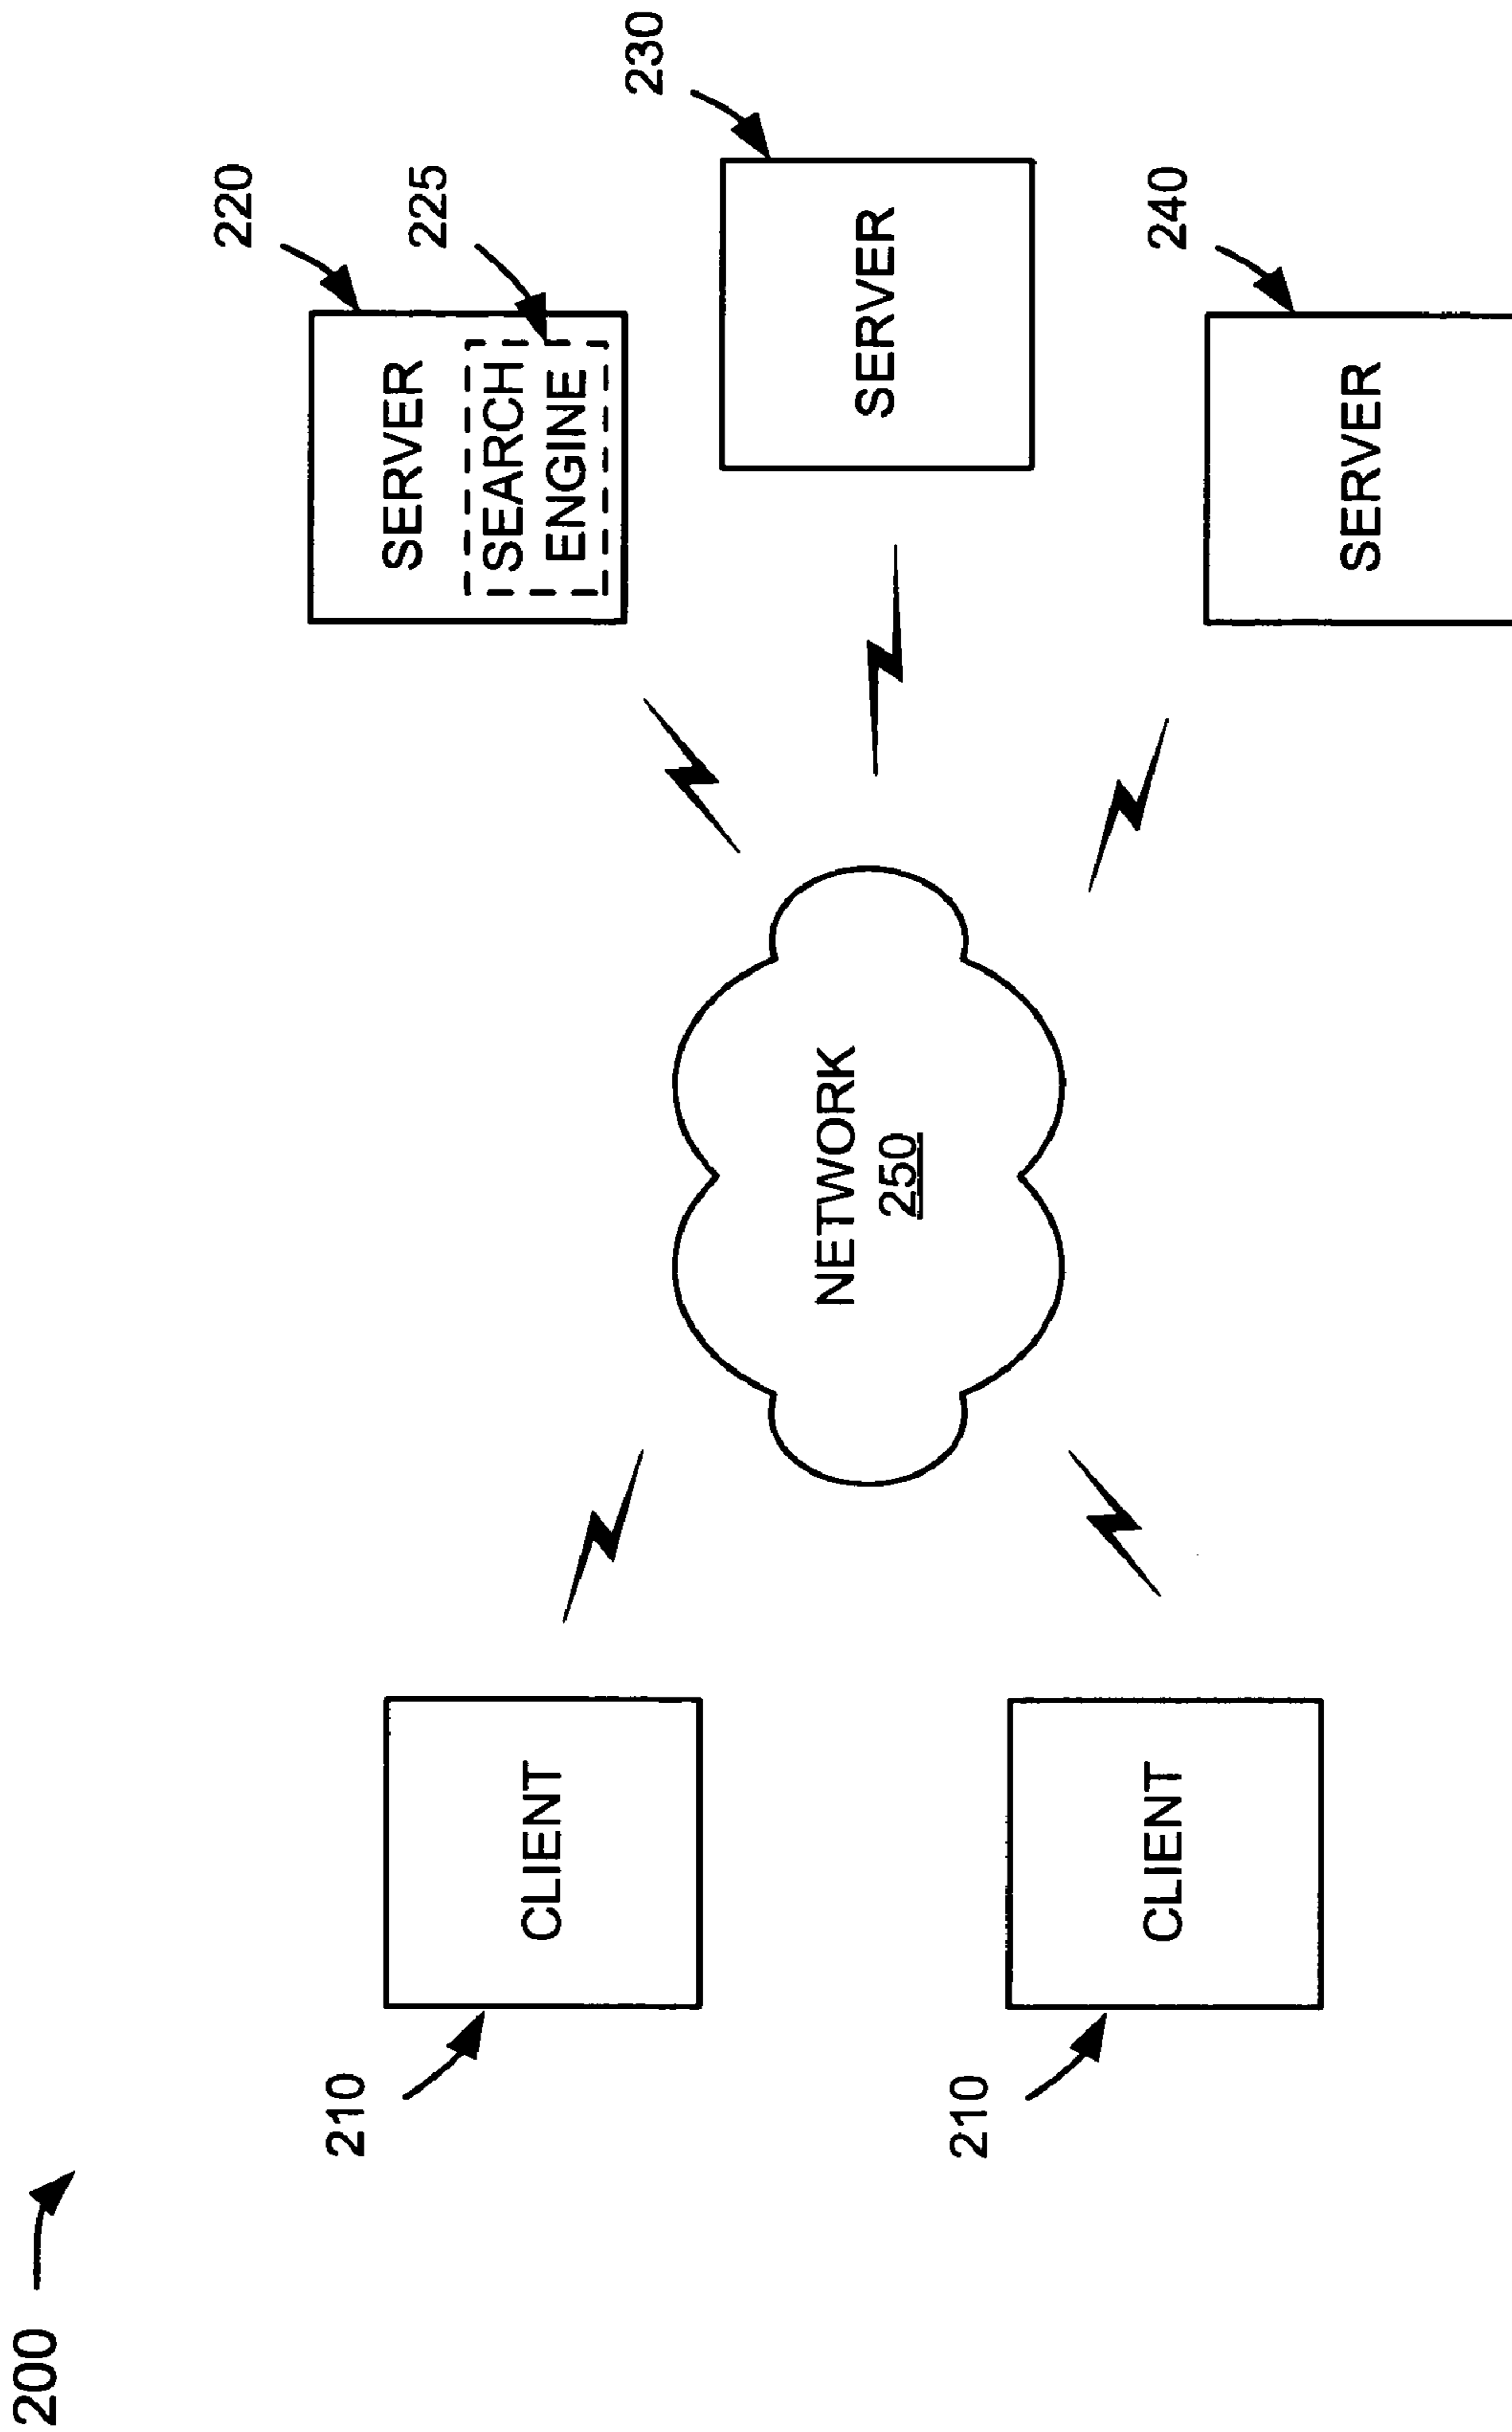 200
210
CLIENT
210
CLIENT
NETWORK
250
220
SERVER
225
SEARCH
ENGINE
230
SERVER
240
SERVER